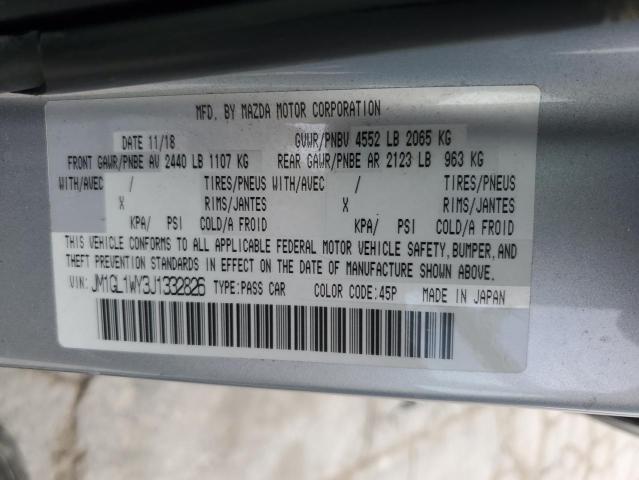 MFD. BY MAZDA MOTOR CORPORATION
DATE 11/18 GVWR/PNBV 4552 LB 2065 KG
FRONT GAWR/PNBE AV 2440 LB 1107 KG REAR GAWR/PNBE AR 2123 LB 963 KG
WITH/AVEC / TIRES/PNEUS WITH/AVEC / TIRES/PNEUS
X RIMS/JANTES X RIMS/JANTES
KPA/ PSI COLD/A FROID KPA/ PSI COLD/A FROID
THIS VEHICLE CONFORMS TO ALL APPLICABLE FEDERAL MOTOR VEHICLE SAFETY, BUMPER, AND
THEFT PREVENTION STANDARDS IN EFFECT ON THE DATE OF MANUFACTURE SHOWN ABOVE.
VIN: JM1GL1WY3J1332826 TYPE:PASS CAR COLOR CODE:45P MADE IN JAPAN